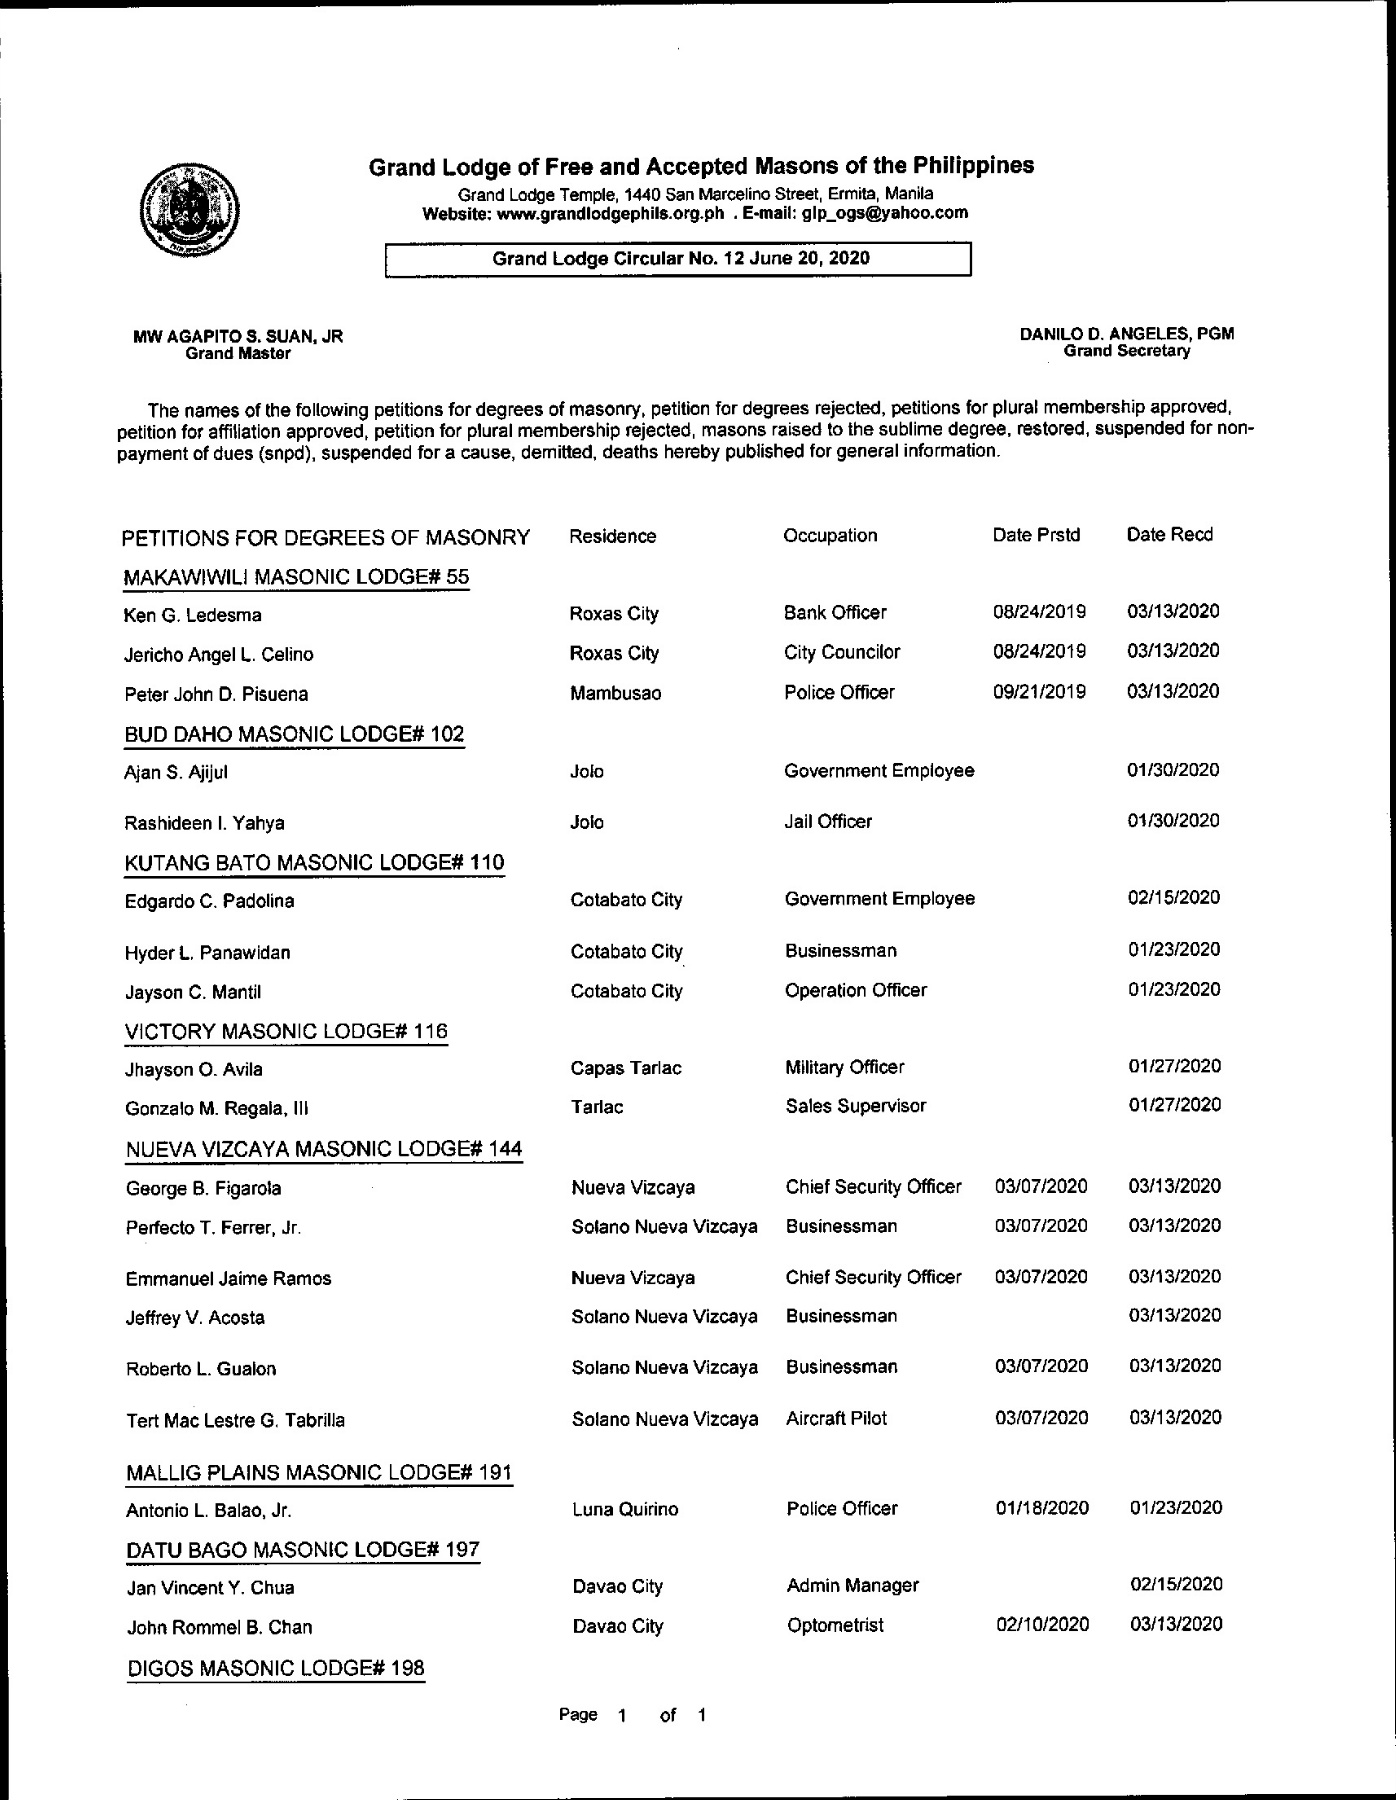 Grand Lodge of Free and Accepted Masons of the Philippines
Grand Lodge Temple, 1440 San Marcelino Street, Ermita, Manila
Website: www.grandlodgephils.org.ph . E-mail: glp_ogs@yahoo.com
Grand Lodge Circular No. 12 June 20, 2020
MW AGAPITO S. SUAN, JR DANILO D. ANGELES, PGM
Grand Master Grand Secretary
The names of the following petitions for degrees of masonry, petition for degrees rejected, petitions for plural membership approved,
petition for affiliation approved, petition for plural membership rejected, masons raised to the sublime degree, restored, suspended for non-
payment of dues (snpd), suspended for a cause, demitted, deaths hereby published for general information.
PETITIONS FOR DEGREES OF MASONRY Residence Occupation Date Prstd Date Recd
MAKAWIWILI MASONIC LODGE# 55
Ken G. Ledesma Roxas City Bank Officer 08/24/2019 03/13/2020
Jericho Angel L. Celino Roxas City City Councilor 08/24/2019 03/13/2020
Peter John D. Pisuena Mambusao Police Officer 09/21/2019 03/13/2020
BUD DAHO MASONIC LODGE# 102
Ajan S. Ajijul Jolo Government Employee 01/30/2020
Rashideen I. Yahya Jolo Jail Officer 01/30/2020
KUTANG BATO MASONIC LODGE# 110
Edgardo C. Padolina Cotabato City Government Employee 02/15/2020
Hyder L. Panawidan Cotabato City Businessman 01/23/2020
Jayson C. Mantil Cotabato City Operation Officer 01/23/2020
VICTORY MASONIC LODGE# 116
Jhayson O. Avila Capas Tarlac Military Officer 01/27/2020
Gonzalo M. Regala, III Tarlac Sales Supervisor 01/27/2020
NUEVA VIZCAYA MASONIC LODGE# 144
George B. Figarola Nueva Vizcaya Chief Security Officer 03/07/2020 03/13/2020
Perfecto T. Ferrer, Jr. Solano Nueva Vizcaya Businessman 03/07/2020 03/13/2020
Emmanuel Jaime Ramos Nueva Vizcaya Chief Security Officer 03/07/2020 03/13/2020
Jeffrey V. Acosta Solano Nueva Vizcaya Businessman 03/13/2020
Roberto L. Gualon Solano Nueva Vizcaya Businessman 03/07/2020 03/13/2020
Tert Mac Lestre G. Tabrilla Solano Nueva Vizcaya Aircraft Pilot 03/07/2020 03/13/2020
MALLIG PLAINS MASONIC LODGE# 191
Antonio L. Balao, Jr. Luna Quirino Police Officer 01/18/2020 01/23/2020
DATU BAGO MASONIC LODGE# 197
Jan Vincent Y. Chua Davao City Admin Manager 02/15/2020
John Rommel B. Chan Davao City Optometrist 02/10/2020 03/13/2020
DIGOS MASONIC LODGE# 198
Page 1 of 1